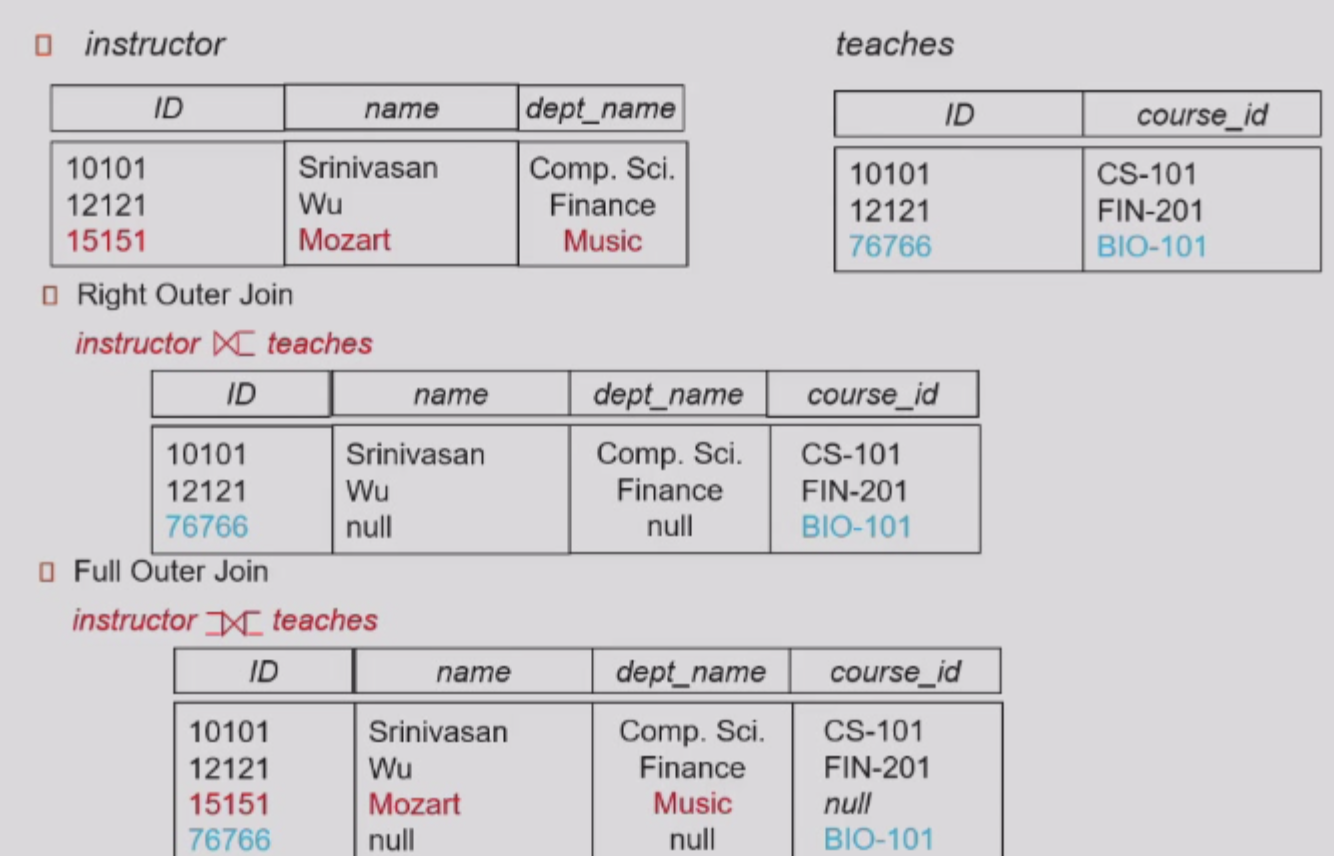 instructor teaches
ID name dept_name ID course_id
10101 Srinivasan Comp. Sci. 10101 CS-101
12121 Wu Finance 12121 FIN-201
15151 Mozart Music 76766 BIO-101
Right Outer Join
instructor ⟖ teaches
ID name dept_name course_id
10101 Srinivasan Comp. Sci. CS-101
12121 Wu Finance FIN-201
76766 null null BIO-101
Full Outer Join
instructor ⟗ teaches
ID name dept_name course_id
10101 Srinivasan Comp. Sci. CS-101
12121 Wu Finance FIN-201
15151 Mozart Music null
76766 null null BIO-101